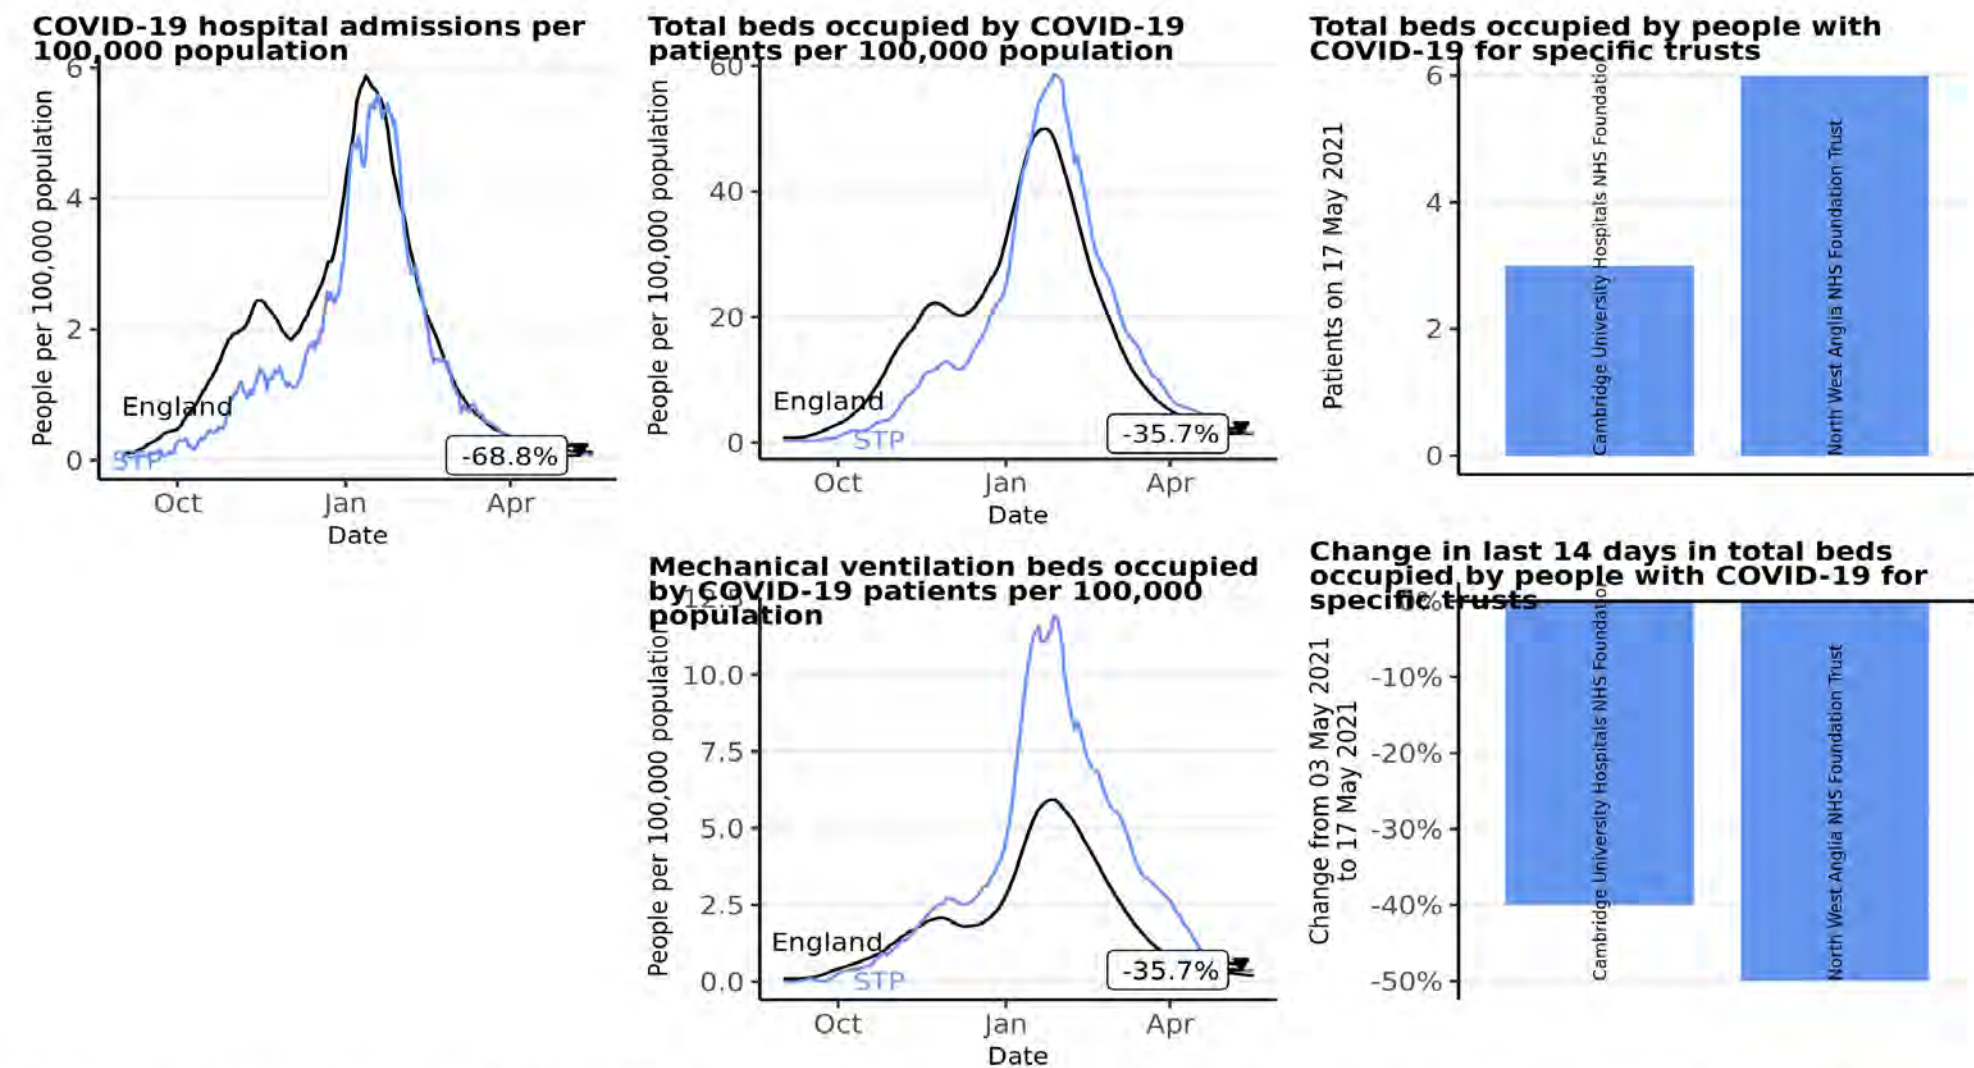 COVID-19 hospital admissions per
100,000 population
People per 100,000 population
6
4
2
0
England
STP
-68.8%
Oct
Jan
Apr
Date
Total beds occupied by COVID-19
patients per 100,000 population
People per 100,000 population
60
40
20
0
England
STP
-35.7%
Oct
Jan
Apr
Date
Total beds occupied by people with
COVID-19 for specific trusts
Patients on 17 May 2021
6
4
2
0
Cambridge University Hospitals NHS Foundation
North West Anglia NHS Foundation Trust
Mechanical ventilation beds occupied
by COVID-19 patients per 100,000
population
People per 100,000 population
12.5
10.0
7.5
5.0
2.5
0.0
England
STP
-35.7%
Oct
Jan
Apr
Date
Change in last 14 days in total beds
occupied by people with COVID-19 for
specific trusts
Change from 03 May 2021
to 17 May 2021
0%
-10%
-20%
-30%
-40%
-50%
Cambridge University Hospitals NHS Foundation
North West Anglia NHS Foundation Trust